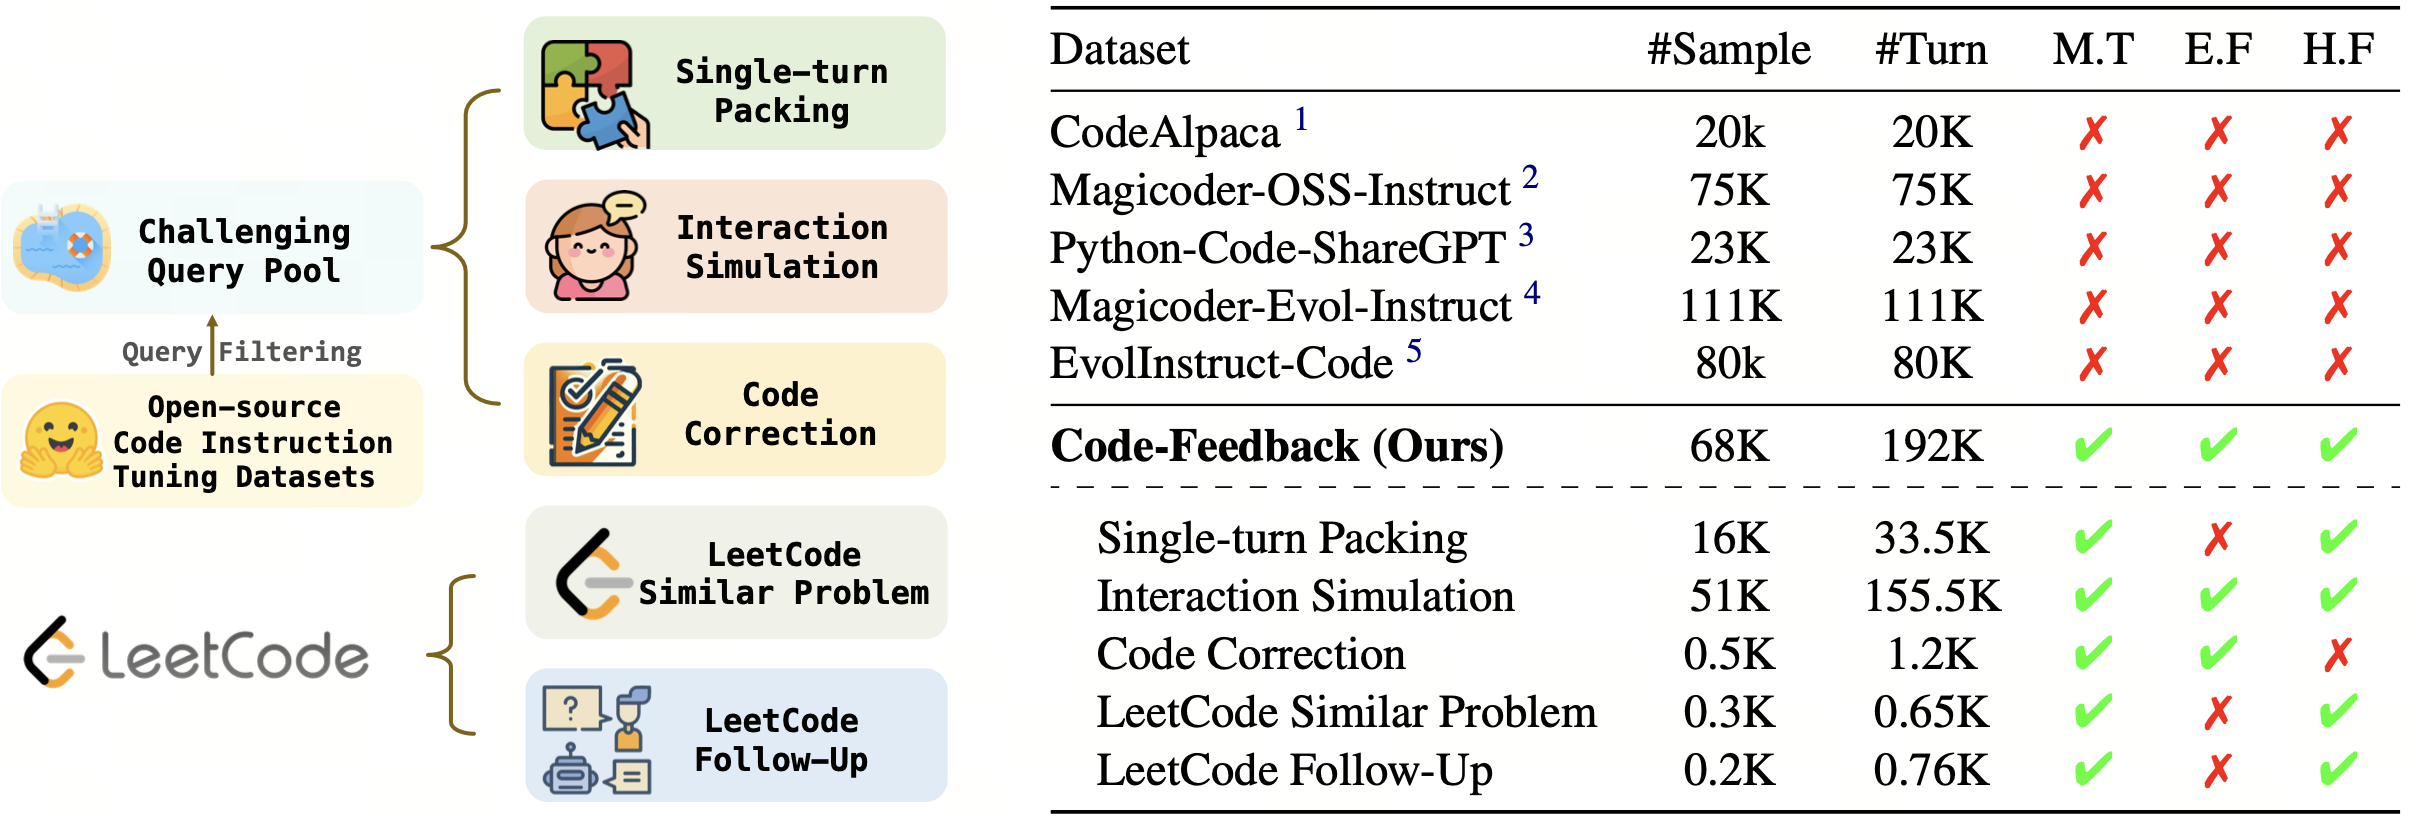 Single-turn
Packing
Interaction
Simulation
Code
Correction
Challenging
Query Pool
Query Filtering
Open-source
Code Instruction
Tuning Datasets
LeetCode
LeetCode
Similar Problem
?
LeetCode
Follow-Up
Dataset #Sample #Turn M.T E.F H.F
CodeAlpaca 1 20k 20K ✗ ✗ ✗
Magicoder-OSS-Instruct 2 75K 75K ✗ ✗ ✗
Python-Code-ShareGPT 3 23K 23K ✗ ✗ ✗
Magicoder-Evol-Instruct 4 111K 111K ✗ ✗ ✗
EvolInstruct-Code 5 80k 80K ✗ ✗ ✗
Code-Feedback (Ours) 68K 192K ✓ ✓ ✓
Single-turn Packing 16K 33.5K ✓ ✗ ✓
Interaction Simulation 51K 155.5K ✓ ✓ ✓
Code Correction 0.5K 1.2K ✓ ✓ ✗
LeetCode Similar Problem 0.3K 0.65K ✓ ✗ ✓
LeetCode Follow-Up 0.2K 0.76K ✓ ✗ ✓